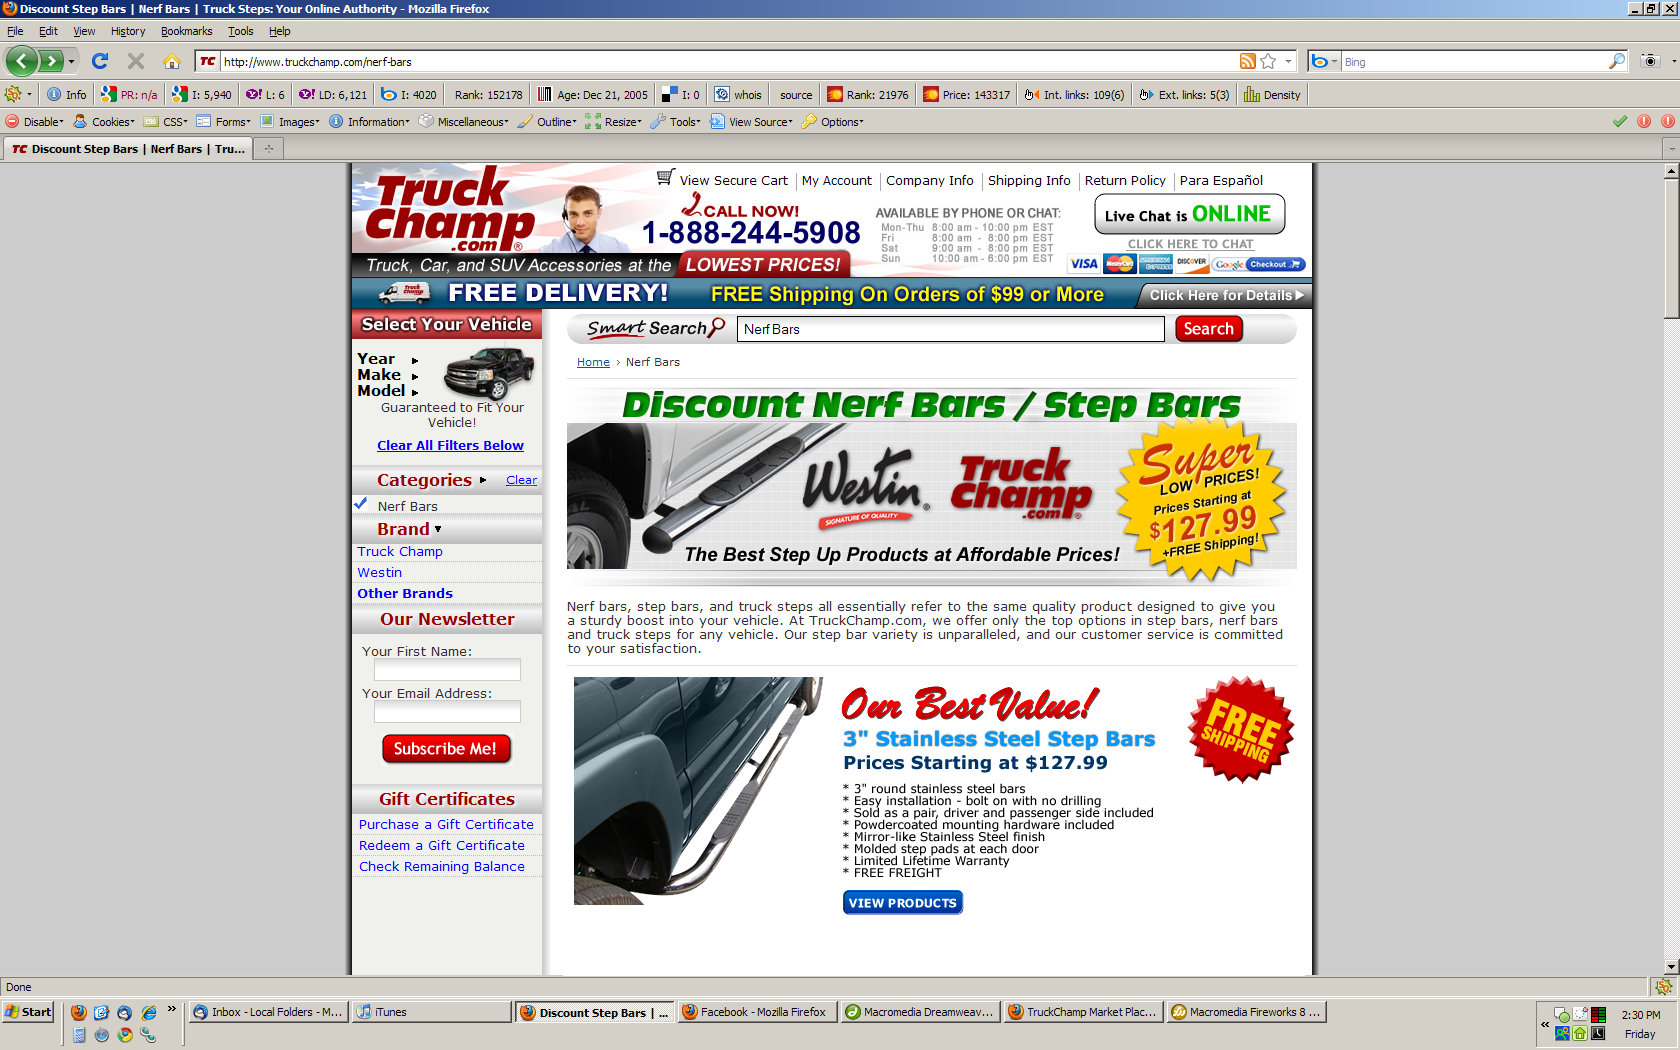 Discount Step Bars | Nerf Bars | Truck Steps: Your Online Authority - Mozilla Firefox
File Edit View History Bookmarks Tools Help
TC http://www.truckchamp.com/nerf-bars Bing
Info PR: n/a I: 5,940 L: 6 LD: 6,121 I: 4020 Rank: 152178 Age: Dec 21, 2005 I: 0 whois source Rank: 21976 Price: 143317 Int. links: 109(6) Ext. links: 5(3) Density
Disable Cookies CSS Forms Images Information Miscellaneous Outline Resize Tools View Source Options
TC Discount Step Bars | Nerf Bars | Tru...
View Secure Cart My Account Company Info Shipping Info Return Policy Para Español
Truck Champ .com®
CALL NOW!
1-888-244-5908
AVAILABLE BY PHONE OR CHAT:
Mon-Thu 8:00 am - 10:00 pm EST
Fri 8:00 am - 8:00 pm EST
Sat 9:00 am - 8:00 pm EST
Sun 10:00 am - 6:00 pm EST
Live Chat is ONLINE
CLICK HERE TO CHAT
VISA MasterCard AMERICAN EXPRESS DISCOVER Google Checkout
Truck, Car, and SUV Accessories at the LOWEST PRICES!
Truck Champ FREE DELIVERY! FREE Shipping On Orders of $99 or More Click Here for Details
Select Your Vehicle
Year
Make
Model
Guaranteed to Fit Your
Vehicle!
Clear All Filters Below
Categories Clear
Nerf Bars
Brand
Truck Champ
Westin
Other Brands
Our Newsletter
Your First Name:
Your Email Address:
Subscribe Me!
Gift Certificates
Purchase a Gift Certificate
Redeem a Gift Certificate
Check Remaining Balance
Smart Search Nerf Bars Search
Home › Nerf Bars
Discount Nerf Bars / Step Bars
Westin®
SIGNATURE OF QUALITY
Truck Champ .com®
The Best Step Up Products at Affordable Prices!
Super
LOW PRICES!
Prices Starting at
$127.99
+FREE Shipping!
Nerf bars, step bars, and truck steps all essentially refer to the same quality product designed to give you
a sturdy boost into your vehicle. At TruckChamp.com, we offer only the top options in step bars, nerf bars
and truck steps for any vehicle. Our step bar variety is unparalleled, and our customer service is committed
to your satisfaction.
Our Best Value!
3" Stainless Steel Step Bars
Prices Starting at $127.99
FREE
SHIPPING
* 3" round stainless steel bars
* Easy installation - bolt on with no drilling
* Sold as a pair, driver and passenger side included
* Powdercoated mounting hardware included
* Mirror-like Stainless Steel finish
* Molded step pads at each door
* Limited Lifetime Warranty
* FREE FREIGHT
VIEW PRODUCTS
Done
Start Inbox - Local Folders - M... iTunes Discount Step Bars | ... Facebook - Mozilla Firefox Macromedia Dreamweav... TruckChamp Market Plac... Macromedia Fireworks 8 ... 2:30 PM
Friday